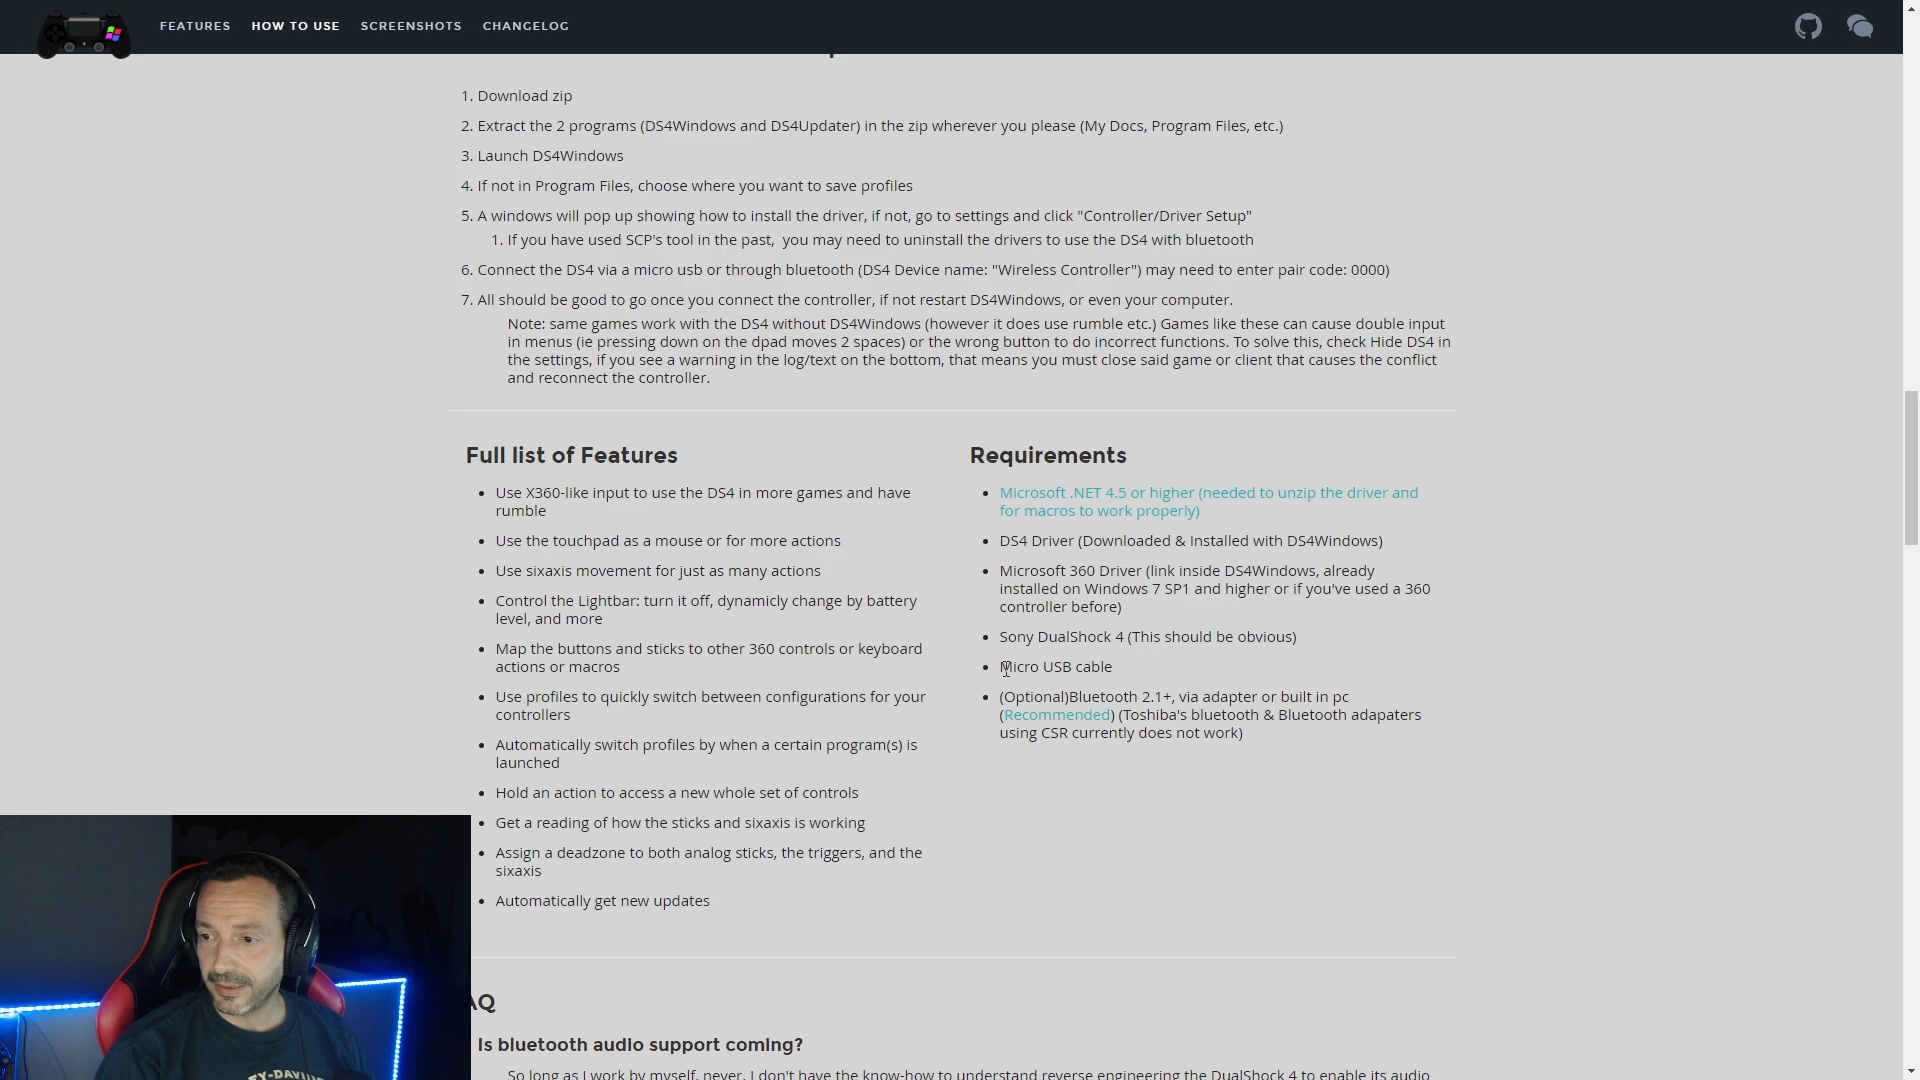 FEATURES HOW TO USE SCREENSHOTS CHANGELOG
1. Download zip
2. Extract the 2 programs (DS4Windows and DS4Updater) in the zip wherever you please (My Docs, Program Files, etc.)
3. Launch DS4Windows
4. If not in Program Files, choose where you want to save profiles
5. A windows will pop up showing how to install the driver, if not, go to settings and click "Controller/Driver Setup"
1. If you have used SCP's tool in the past,  you may need to uninstall the drivers to use the DS4 with bluetooth
6. Connect the DS4 via a micro usb or through bluetooth (DS4 Device name: "Wireless Controller") may need to enter pair code: 0000)
7. All should be good to go once you connect the controller, if not restart DS4Windows, or even your computer.
Note: same games work with the DS4 without DS4Windows (however it does use rumble etc.) Games like these can cause double input
in menus (ie pressing down on the dpad moves 2 spaces) or the wrong button to do incorrect functions. To solve this, check Hide DS4 in
the settings, if you see a warning in the log/text on the bottom, that means you must close said game or client that causes the conflict
and reconnect the controller.
Full list of Features
• Use X360-like input to use the DS4 in more games and have
rumble
• Use the touchpad as a mouse or for more actions
• Use sixaxis movement for just as many actions
• Control the Lightbar: turn it off, dynamicly change by battery
level, and more
• Map the buttons and sticks to other 360 controls or keyboard
actions or macros
• Use profiles to quickly switch between configurations for your
controllers
• Automatically switch profiles by when a certain program(s) is
launched
• Hold an action to access a new whole set of controls
• Get a reading of how the sticks and sixaxis is working
• Assign a deadzone to both analog sticks, the triggers, and the
sixaxis
• Automatically get new updates
Requirements
• Microsoft .NET 4.5 or higher (needed to unzip the driver and
for macros to work properly)
• DS4 Driver (Downloaded & Installed with DS4Windows)
• Microsoft 360 Driver (link inside DS4Windows, already
installed on Windows 7 SP1 and higher or if you've used a 360
controller before)
• Sony DualShock 4 (This should be obvious)
• Micro USB cable
• (Optional)Bluetooth 2.1+, via adapter or built in pc
(Recommended) (Toshiba's bluetooth & Bluetooth adapaters
using CSR currently does not work)
AQ
Is bluetooth audio support coming?
So long as I work by myself, never. I don't have the know-how to understand reverse engineering the DualShock 4 to enable its audio
EY-DAVI